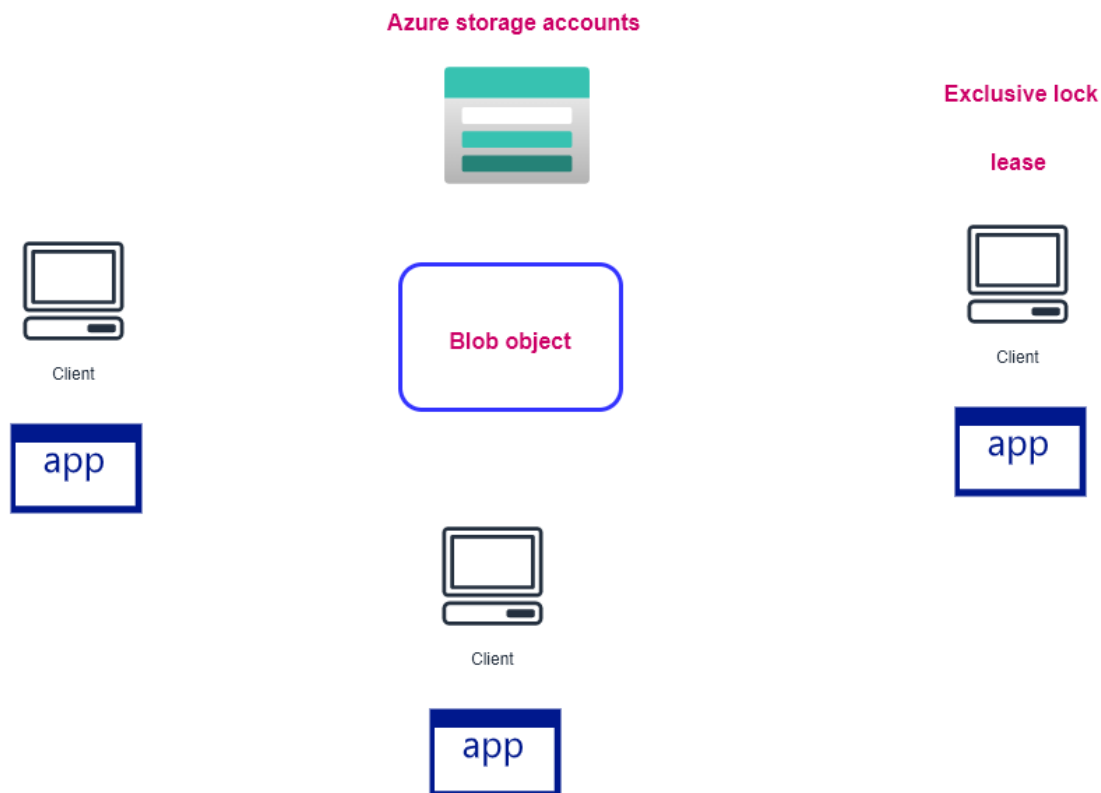 Azure storage accounts
Exclusive lock
lease
Client
app
Blob object
Client
app
Client
app